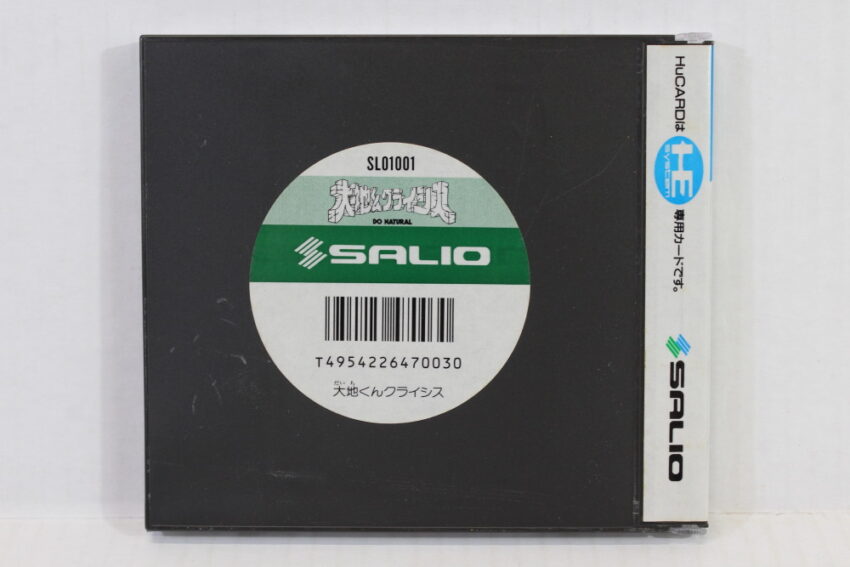 SL01001
大地くんクライシス
DO NATURAL
SALIO
T4954226470030
だいち
大地くんクライシス
HuCARDは HE system 専用カードです。
SALIO